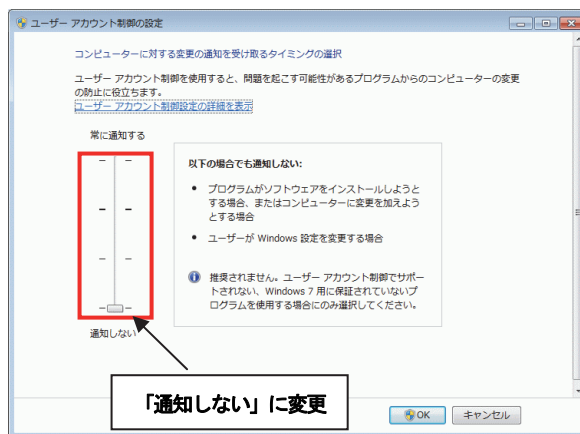 ユーザー アカウント制御の設定
コンピューターに対する変更の通知を受け取るタイミングの選択
ユーザー アカウント制御を使用すると、問題を起こす可能性があるプログラムからのコンピューターの変更
の防止に役立ちます。
ユーザー アカウント制御設定の詳細を表示
常に通知する
以下の場合でも通知しない:
• プログラムがソフトウェアをインストールしようと
する場合、またはコンピューターに変更を加えよう
とする場合
• ユーザーが Windows 設定を変更する場合
推奨されません。ユーザー アカウント制御でサポー
トされない、Windows 7 用に保証されていないプ
ログラムを使用する場合にのみ選択してください。
通知しない
「通知しない」に変更
OK
キャンセル